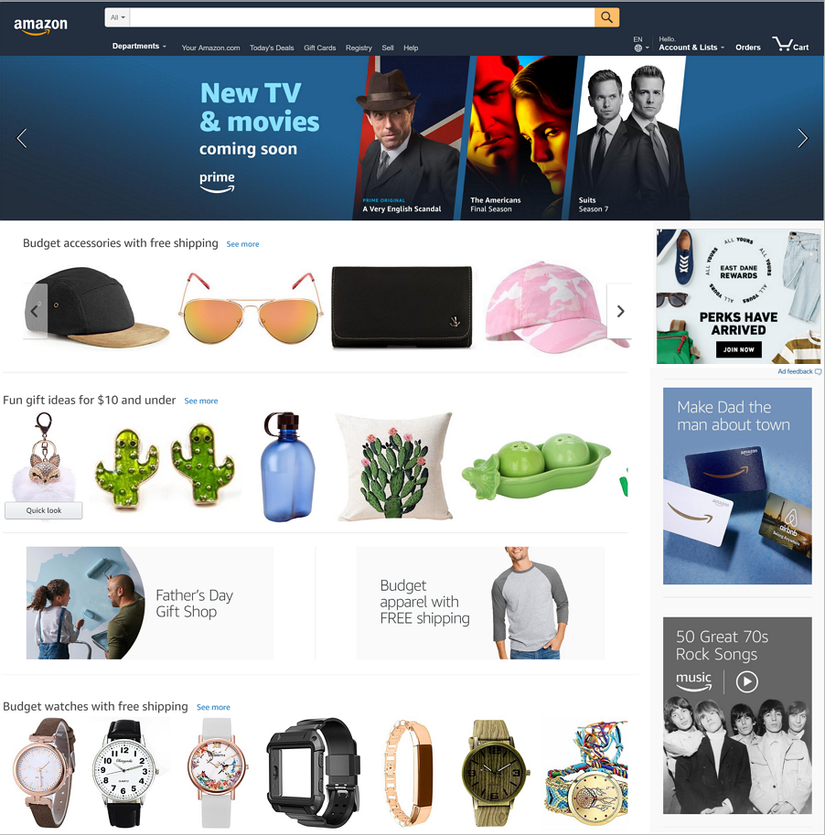 amazon
All
Departments
Your Amazon.com
Today's Deals
Gift Cards
Registry
Sell
Help
EN
Hello.
Account & Lists
Orders
Cart
New TV
& movies
coming soon
prime
PRIME ORIGINAL
A Very English Scandal
The Americans
Final Season
Suits
Season 7
Budget accessories with free shipping See more
ALL YOURS
ALL YOURS
ALL YOURS
EAST DANE
REWARDS
PERKS HAVE
ARRIVED
JOIN NOW
Ad feedback
Fun gift ideas for $10 and under See more
Quick look
Make Dad the
man about town
amazon
airbnb
Father's Day
Gift Shop
Budget
apparel with
FREE shipping
50 Great 70s
Rock Songs
music
Budget watches with free shipping See more